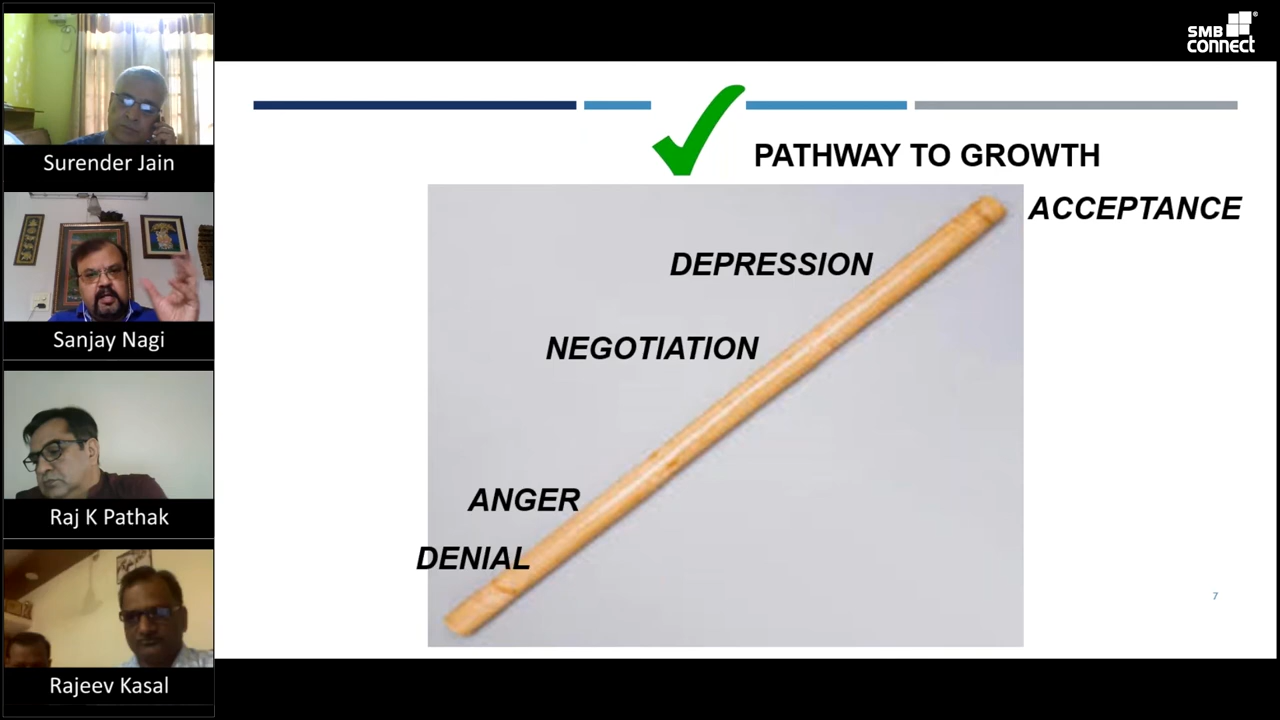 SMB
connect
Surender Jain
Sanjay Nagi
Raj K Pathak
Rajeev Kasal
PATHWAY TO GROWTH
ACCEPTANCE
DEPRESSION
NEGOTIATION
ANGER
DENIAL
7